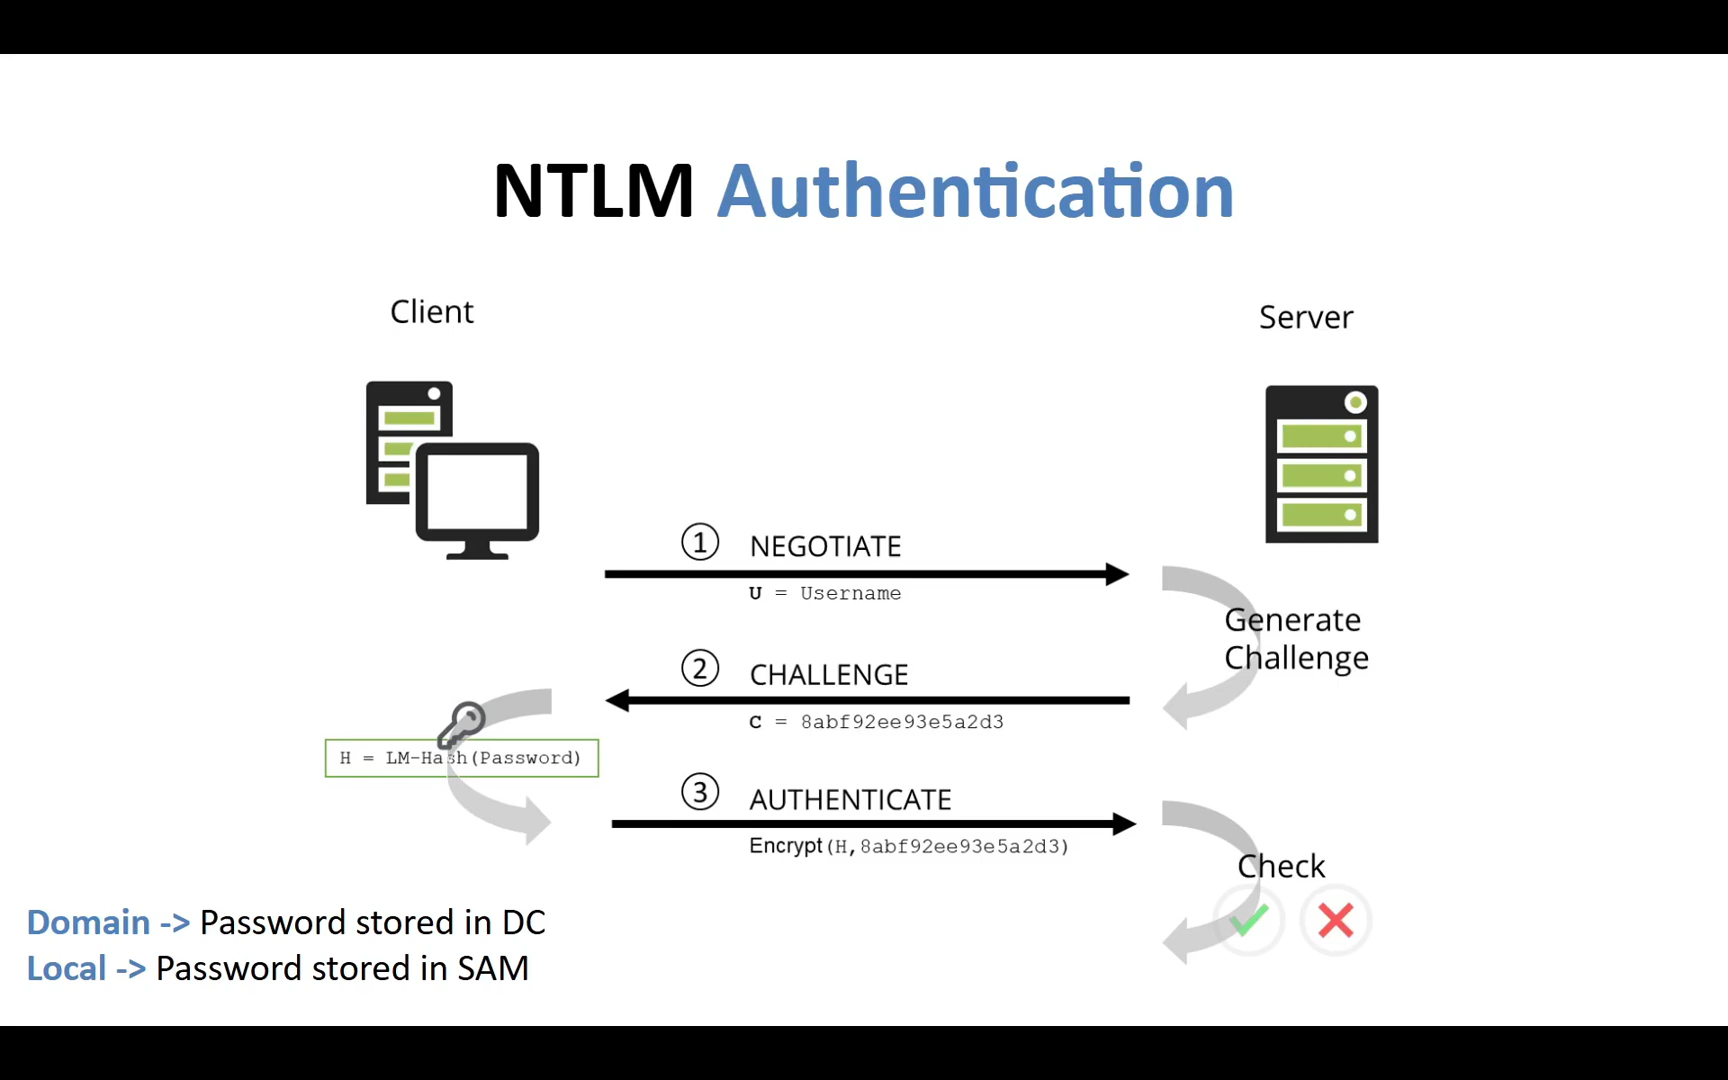 NTLM Authentication
Client
Server
① NEGOTIATE
U = Username
Generate
Challenge
② CHALLENGE
C = 8abf92ee93e5a2d3
H = LM-Hash(Password)
③ AUTHENTICATE
Encrypt(H,8abf92ee93e5a2d3)
Check
Domain -> Password stored in DC
Local -> Password stored in SAM